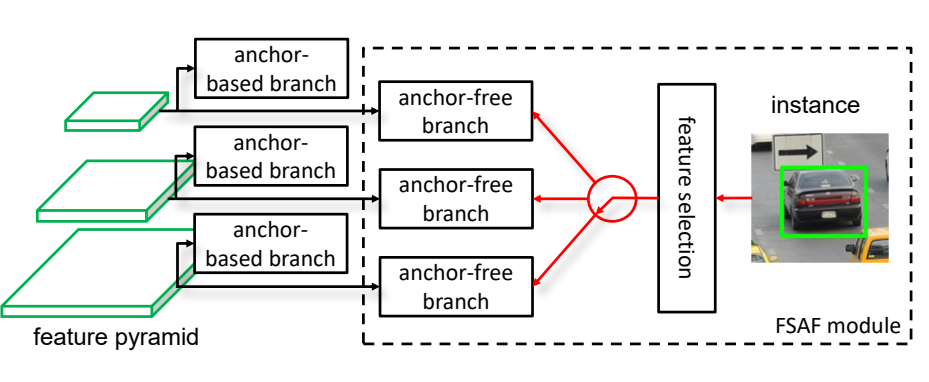 anchor-
based branch
anchor-free
branch
instance
anchor-
based branch
anchor-free
branch
feature selection
anchor-
based branch
anchor-free
branch
feature pyramid
FSAF module